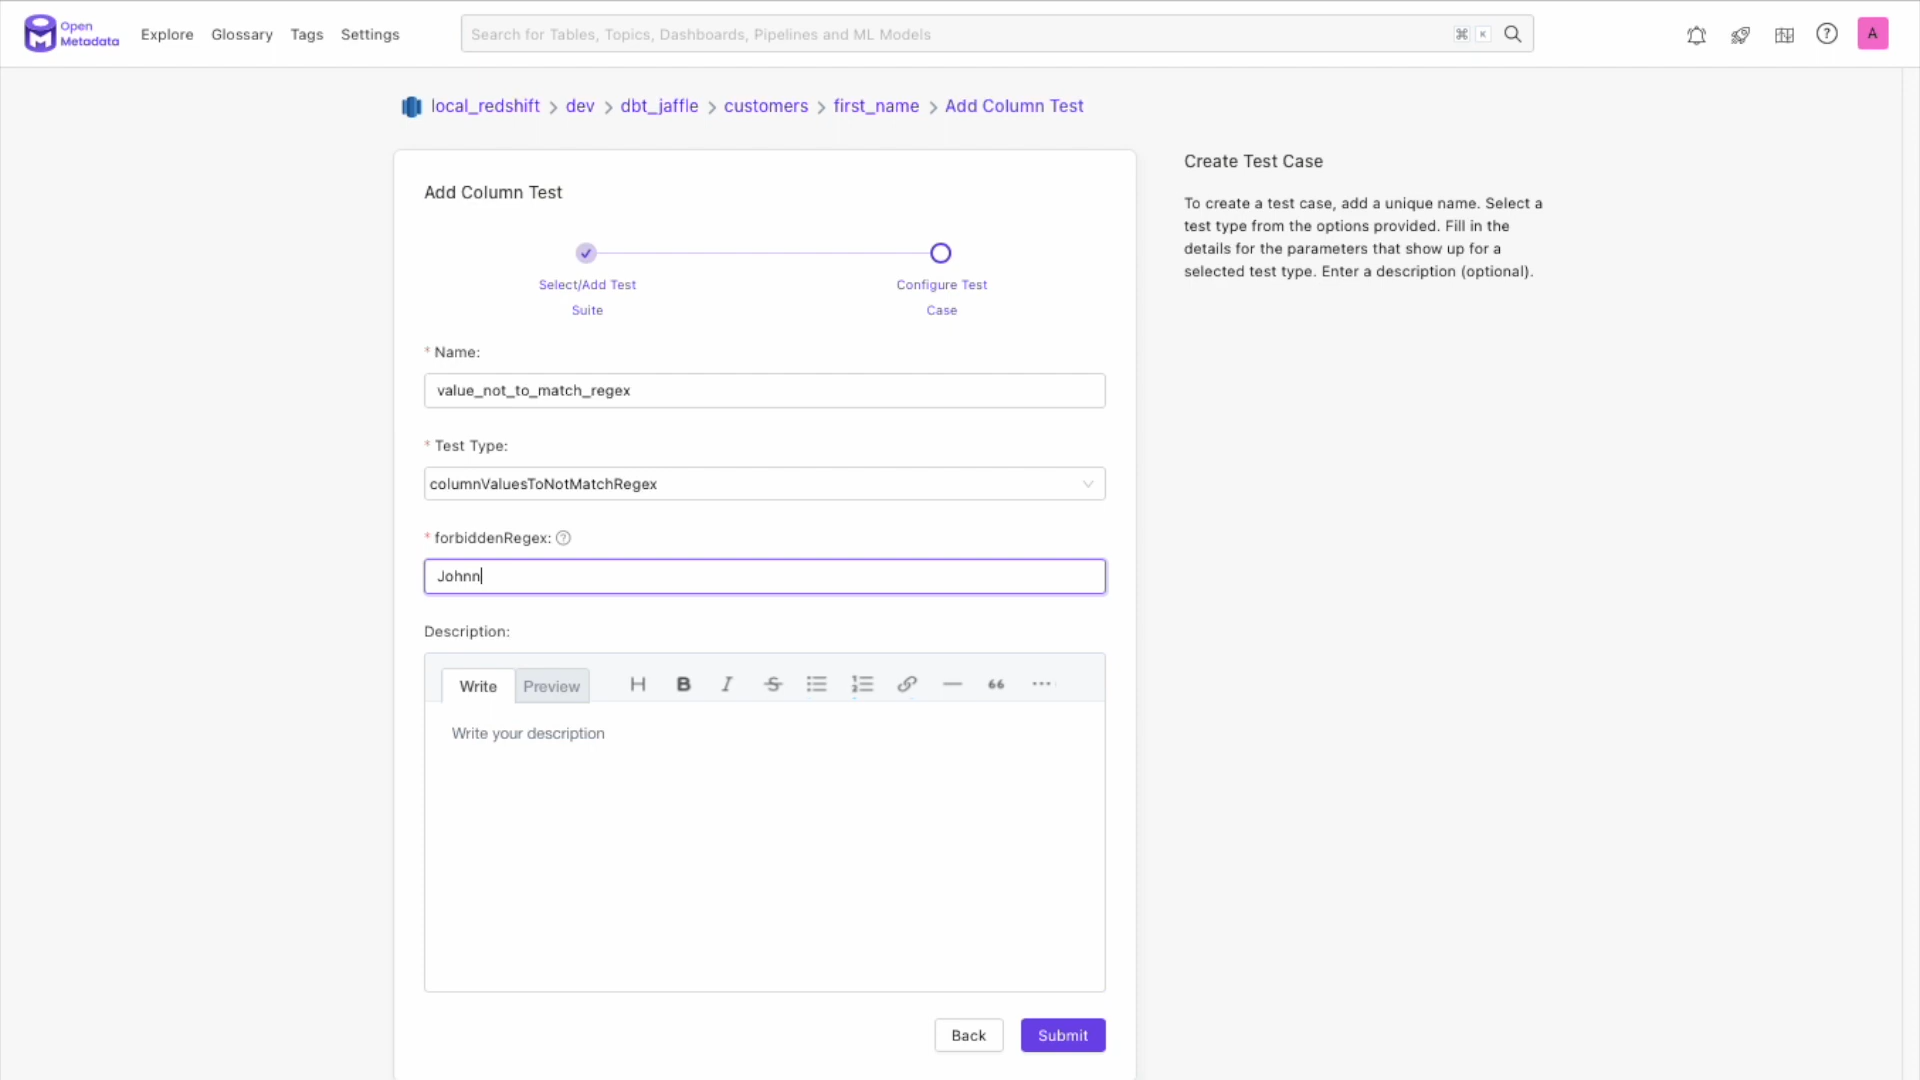 Open
Metadata
Explore Glossary Tags Settings
Search for Tables, Topics, Dashboards, Pipelines and ML Models
⌘ K
?
A
local_redshift > dev > dbt_jaffle > customers > first_name > Add Column Test
Add Column Test
Select/Add Test
Suite
Configure Test
Case
* Name:
value_not_to_match_regex
* Test Type:
columnValuesToNotMatchRegex
* forbiddenRegex: ?
Johnn
Description:
Write Preview H B I S 66 ...
Write your description
Back Submit
Create Test Case
To create a test case, add a unique name. Select a
test type from the options provided. Fill in the
details for the parameters that show up for a
selected test type. Enter a description (optional).